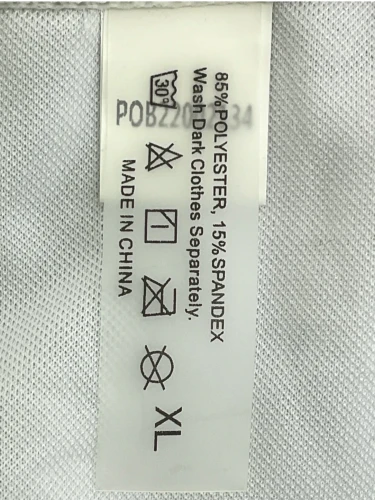 85%POLYESTER, 15%SPANDEX
Wash Dark Clothes Separately.
30°
XL
MADE IN CHINA